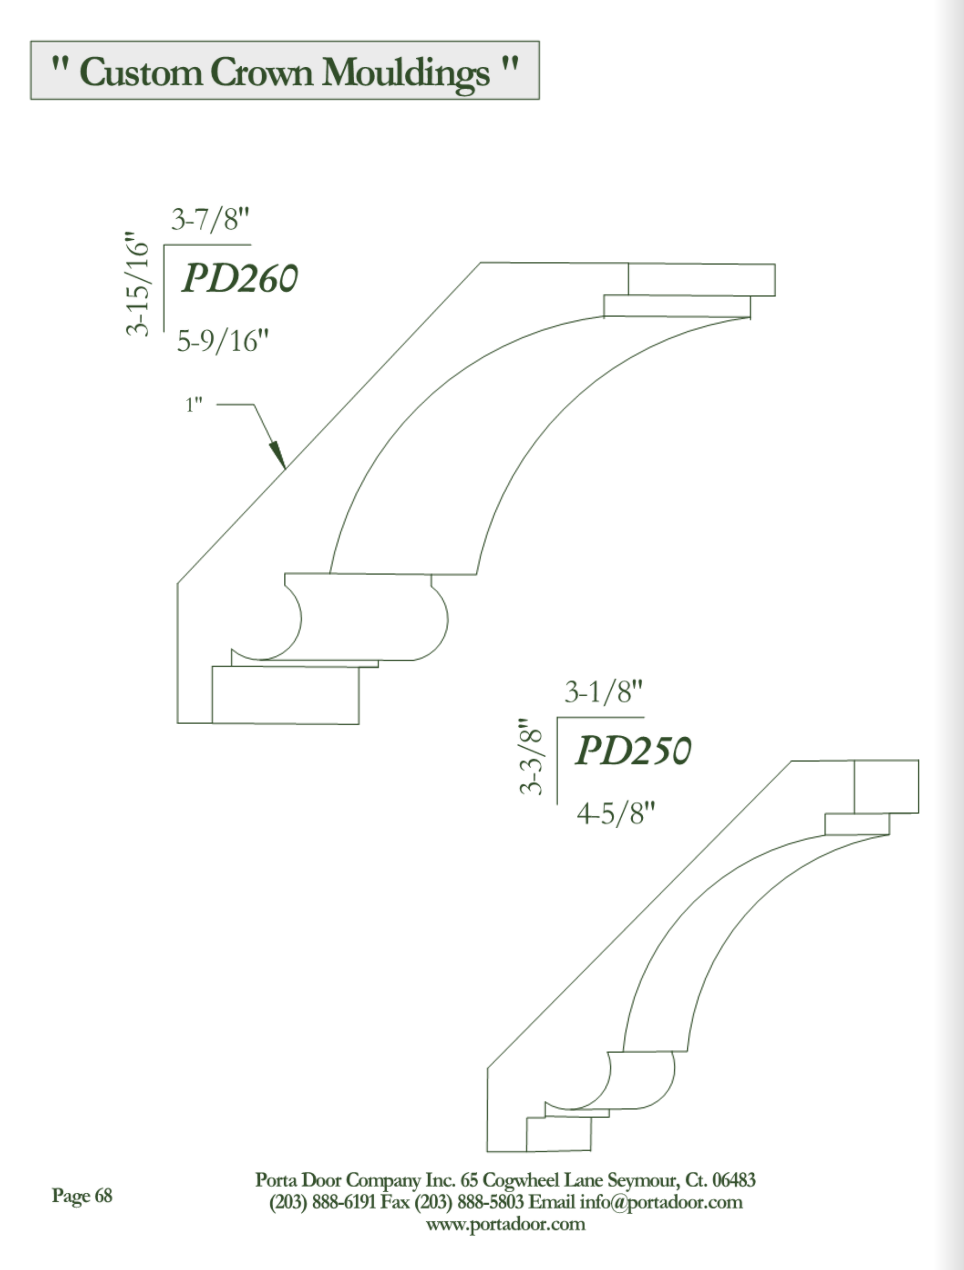 " Custom Crown Mouldings "
3-7/8"
3-15/16"
PD260
5-9/16"
1"
3-1/8"
3-3/8"
PD250
4-5/8"
Porta Door Company Inc. 65 Cogwheel Lane Seymour, Ct. 06483
Page 68
(203) 888-6191 Fax (203) 888-5803 Email info@portadoor.com
www.portadoor.com